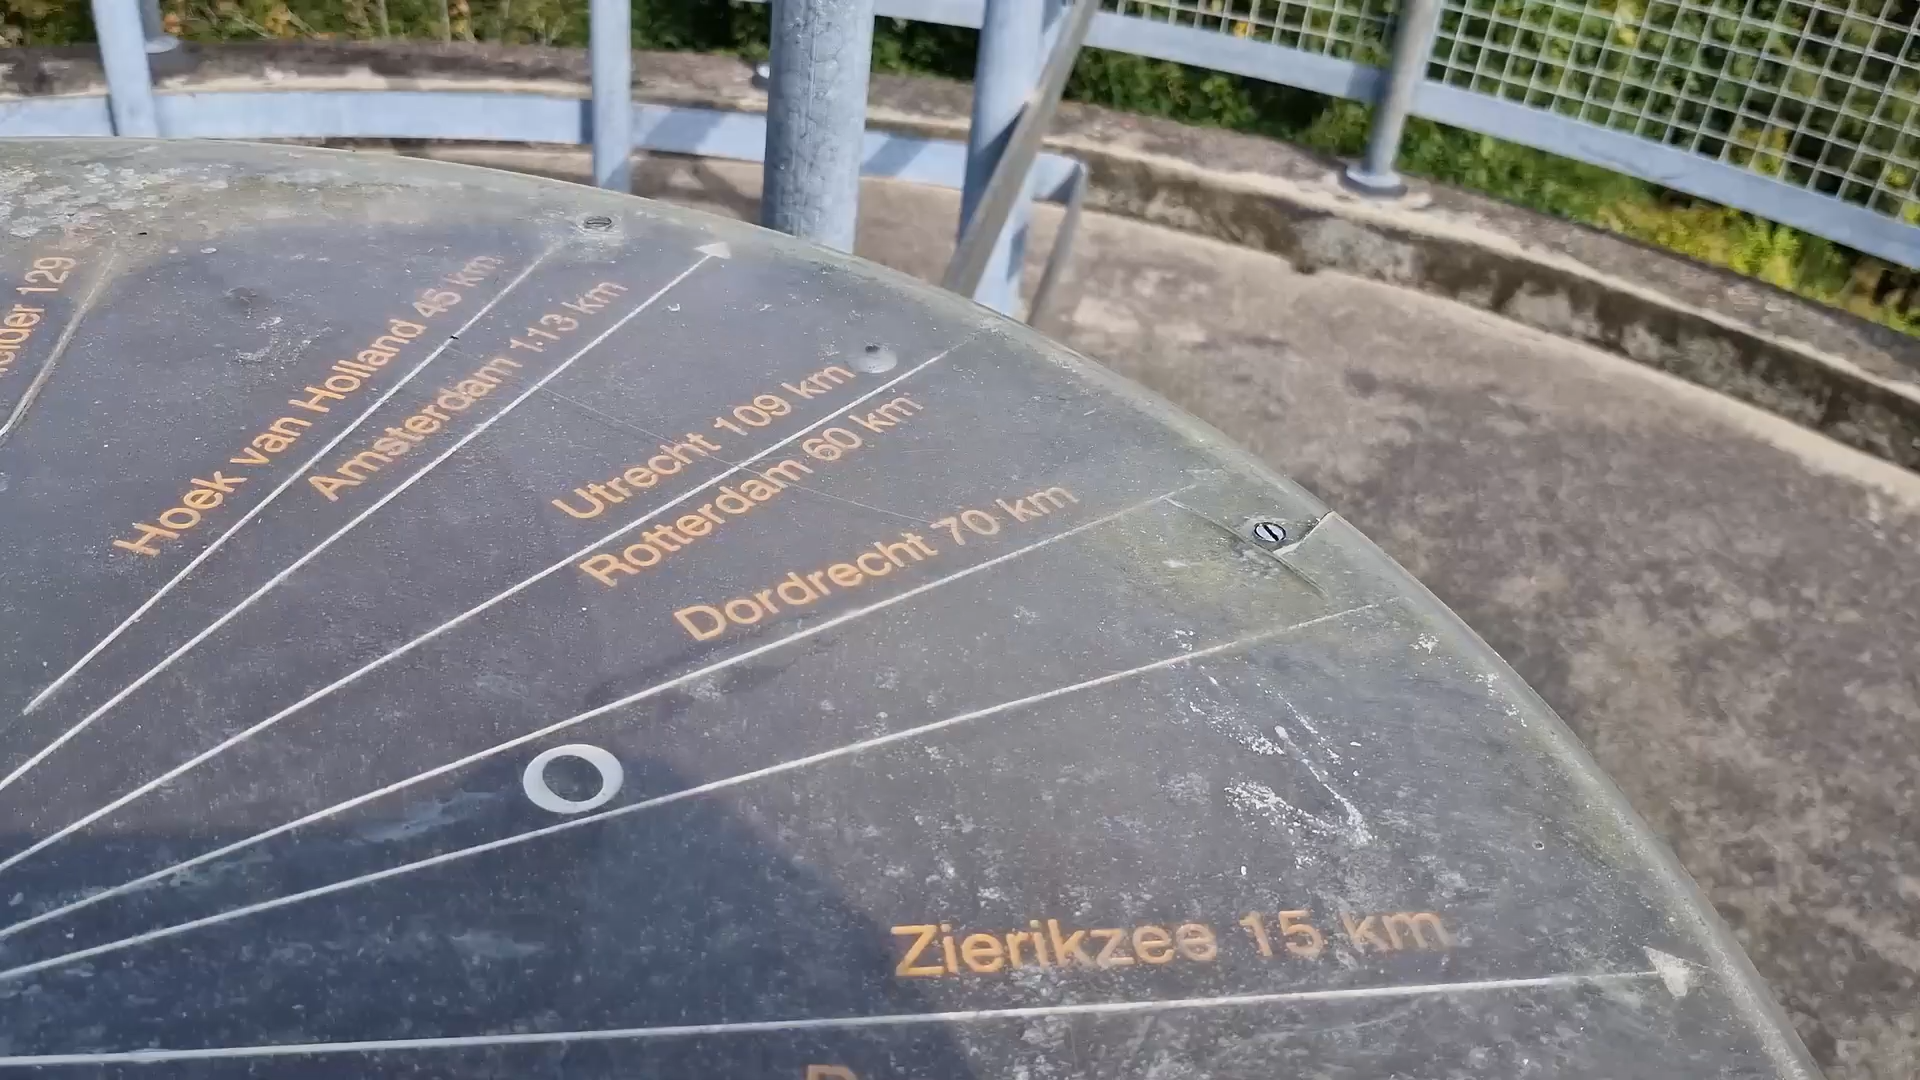 129
Hoek van Holland 45 km
Amsterdam 113 km
Utrecht 109 km
Rotterdam 60 km
Dordrecht 70 km
O
Zierikzee 15 km